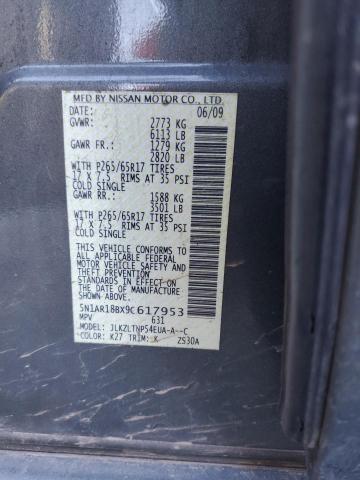 MFD BY NISSAN MOTOR CO., LTD.
DATE: 06/09
GVWR: 2773 KG
6113 LB
GAWR FR.: 1279 KG
2820 LB
WITH P265/65R17 TIRES
17 X 7.5 RIMS AT 35 PSI
COLD SINGLE
GAWR RR.: 1588 KG
3501 LB
WITH P265/65R17 TIRES
17 X 7.5 RIMS AT 35 PSI
COLD SINGLE
THIS VEHICLE CONFORMS TO
ALL APPLICABLE FEDERAL
MOTOR VEHICLE SAFETY
STANDARDS IN EFFECT ON
THE DATE OF MANUFACTURE
SHOWN ABOVE.
5N1AR18BX9C617953
MPV 631
MODEL: JLKZLTNP54EUA-A--C
COLOR: K27 TRIM: K ZS30A